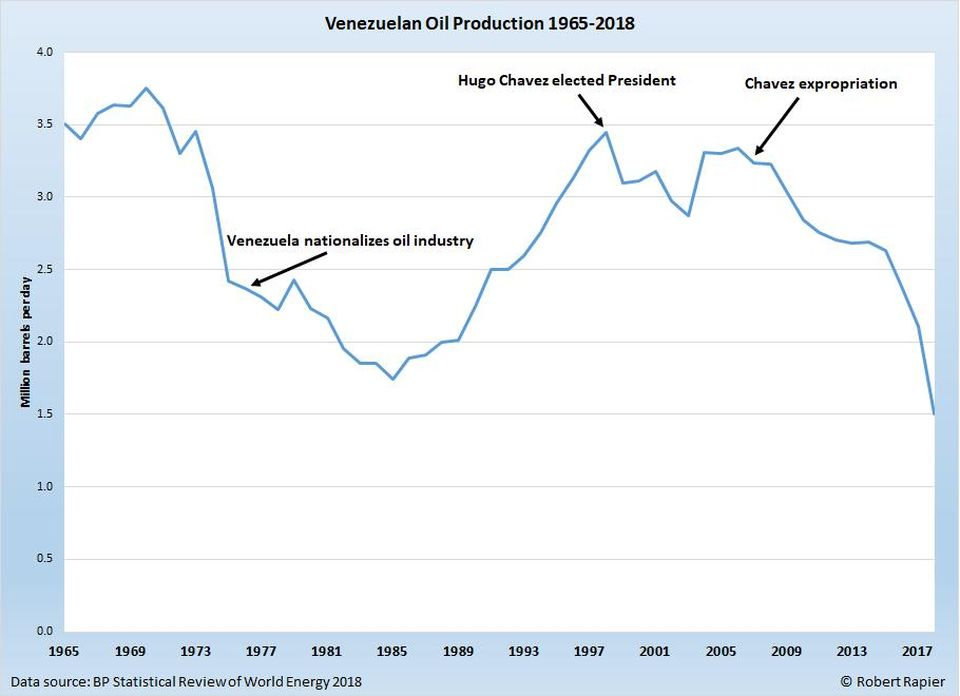 Venezuelan Oil Production 1965-2018
4.0
Hugo Chavez elected President
Chavez expropriation
3.5
3.0
Venezuela nationalizes oil industry
2.5
Million barrels per day
2.0
1.5
1.0
0.5
0.0
1965 1969 1973 1977 1981 1985 1989 1993 1997 2001 2005 2009 2013 2017
Data source: BP Statistical Review of World Energy 2018
© Robert Rapier